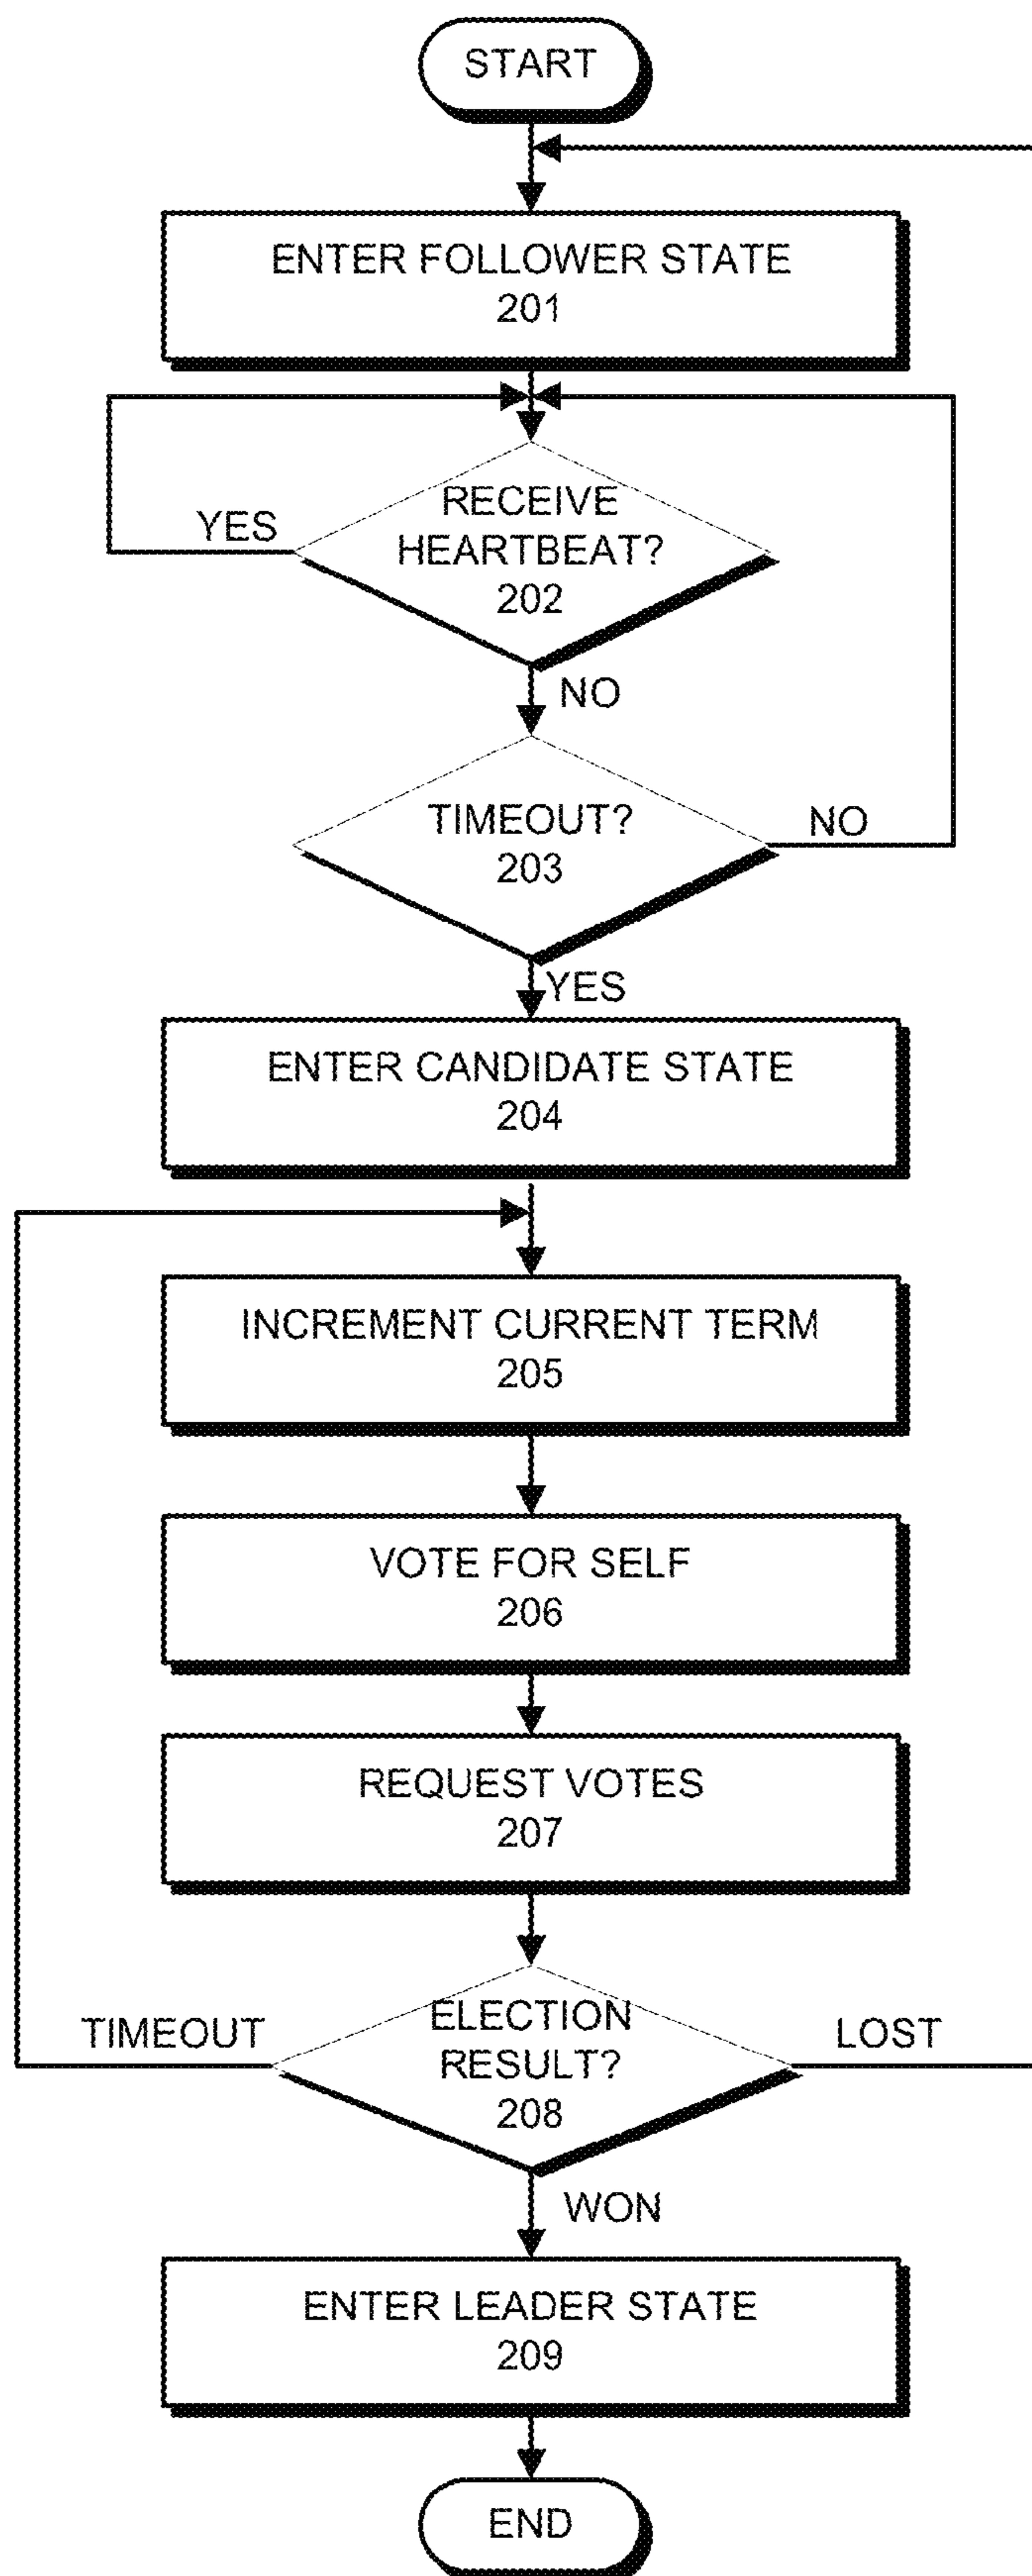 START
ENTER FOLLOWER STATE
201
RECEIVE
HEARTBEAT?
202
YES
NO
TIMEOUT?
203
NO
YES
ENTER CANDIDATE STATE
204
INCREMENT CURRENT TERM
205
VOTE FOR SELF
206
REQUEST VOTES
207
TIMEOUT
ELECTION
RESULT?
208
LOST
WON
ENTER LEADER STATE
209
END